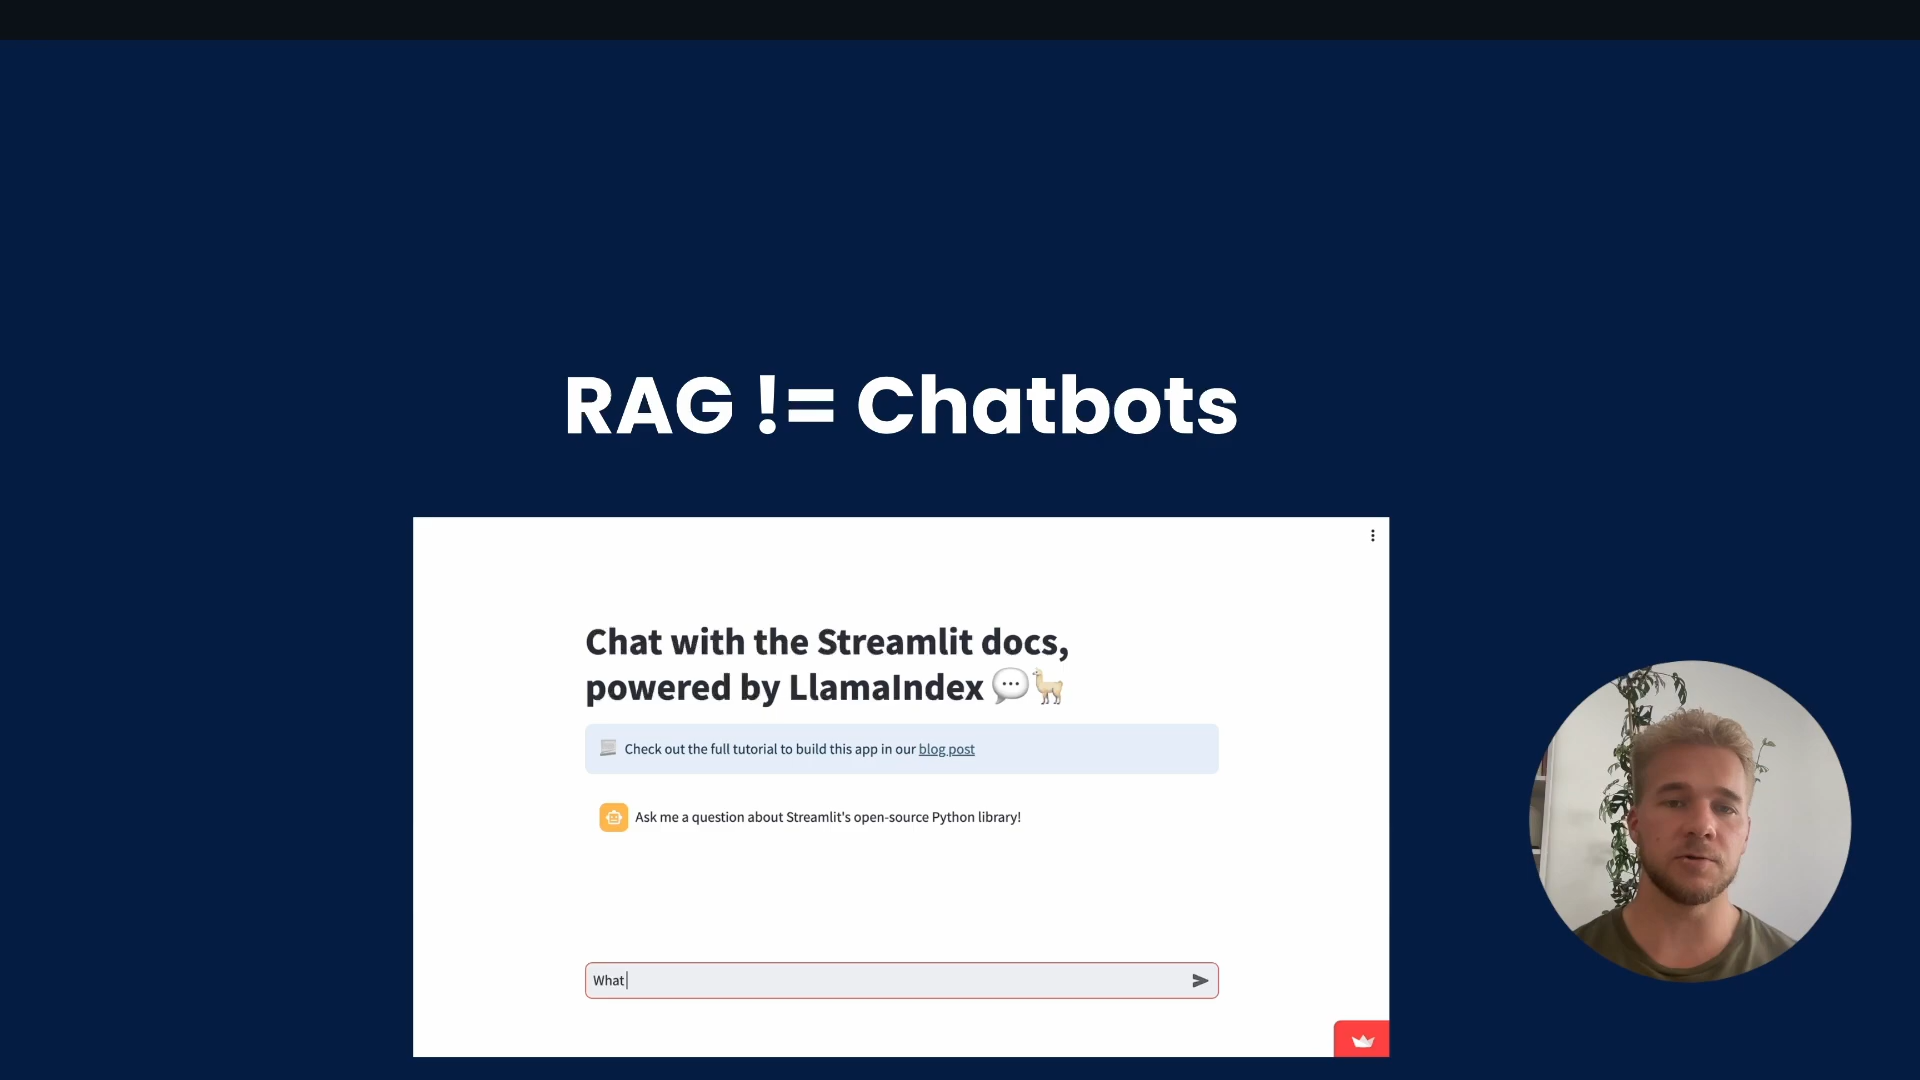 RAG != Chatbots
Chat with the Streamlit docs,
powered by LlamaIndex 💬🦙
Check out the full tutorial to build this app in our blog post
Ask me a question about Streamlit's open-source Python library!
What